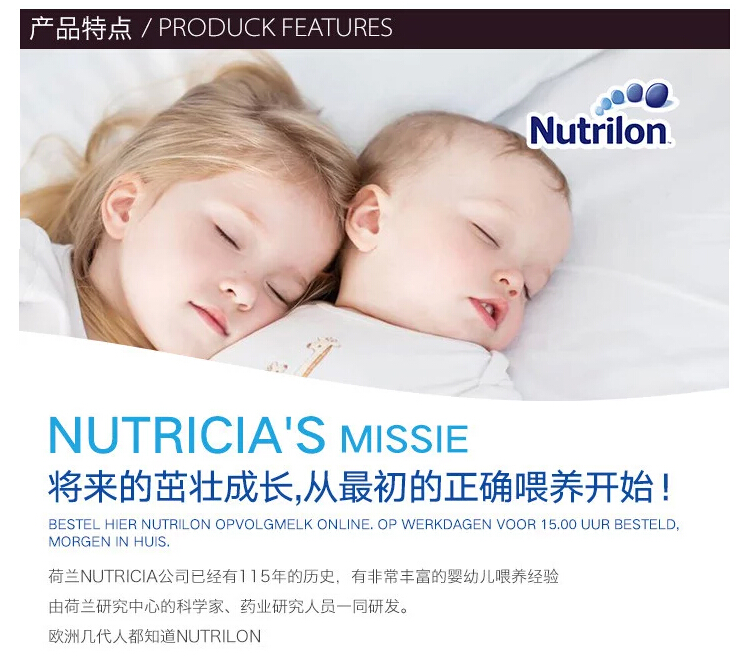 产品特点 / PRODUCK FEATURES
Nutrilon
NUTRICIA'S MISSIE
将来的茁壮成长,从最初的正确喂养开始!
BESTEL HIER NUTRILON OPVOLGMELK ONLINE. OP WERKDAGEN VOOR 15.00 UUR BESTELD,
MORGEN IN HUIS.
荷兰NUTRICIA公司已经有115年的历史，有非常丰富的婴幼儿喂养经验
由荷兰研究中心的科学家、药业研究人员一同研发。
欧洲几代人都知道NUTRILON